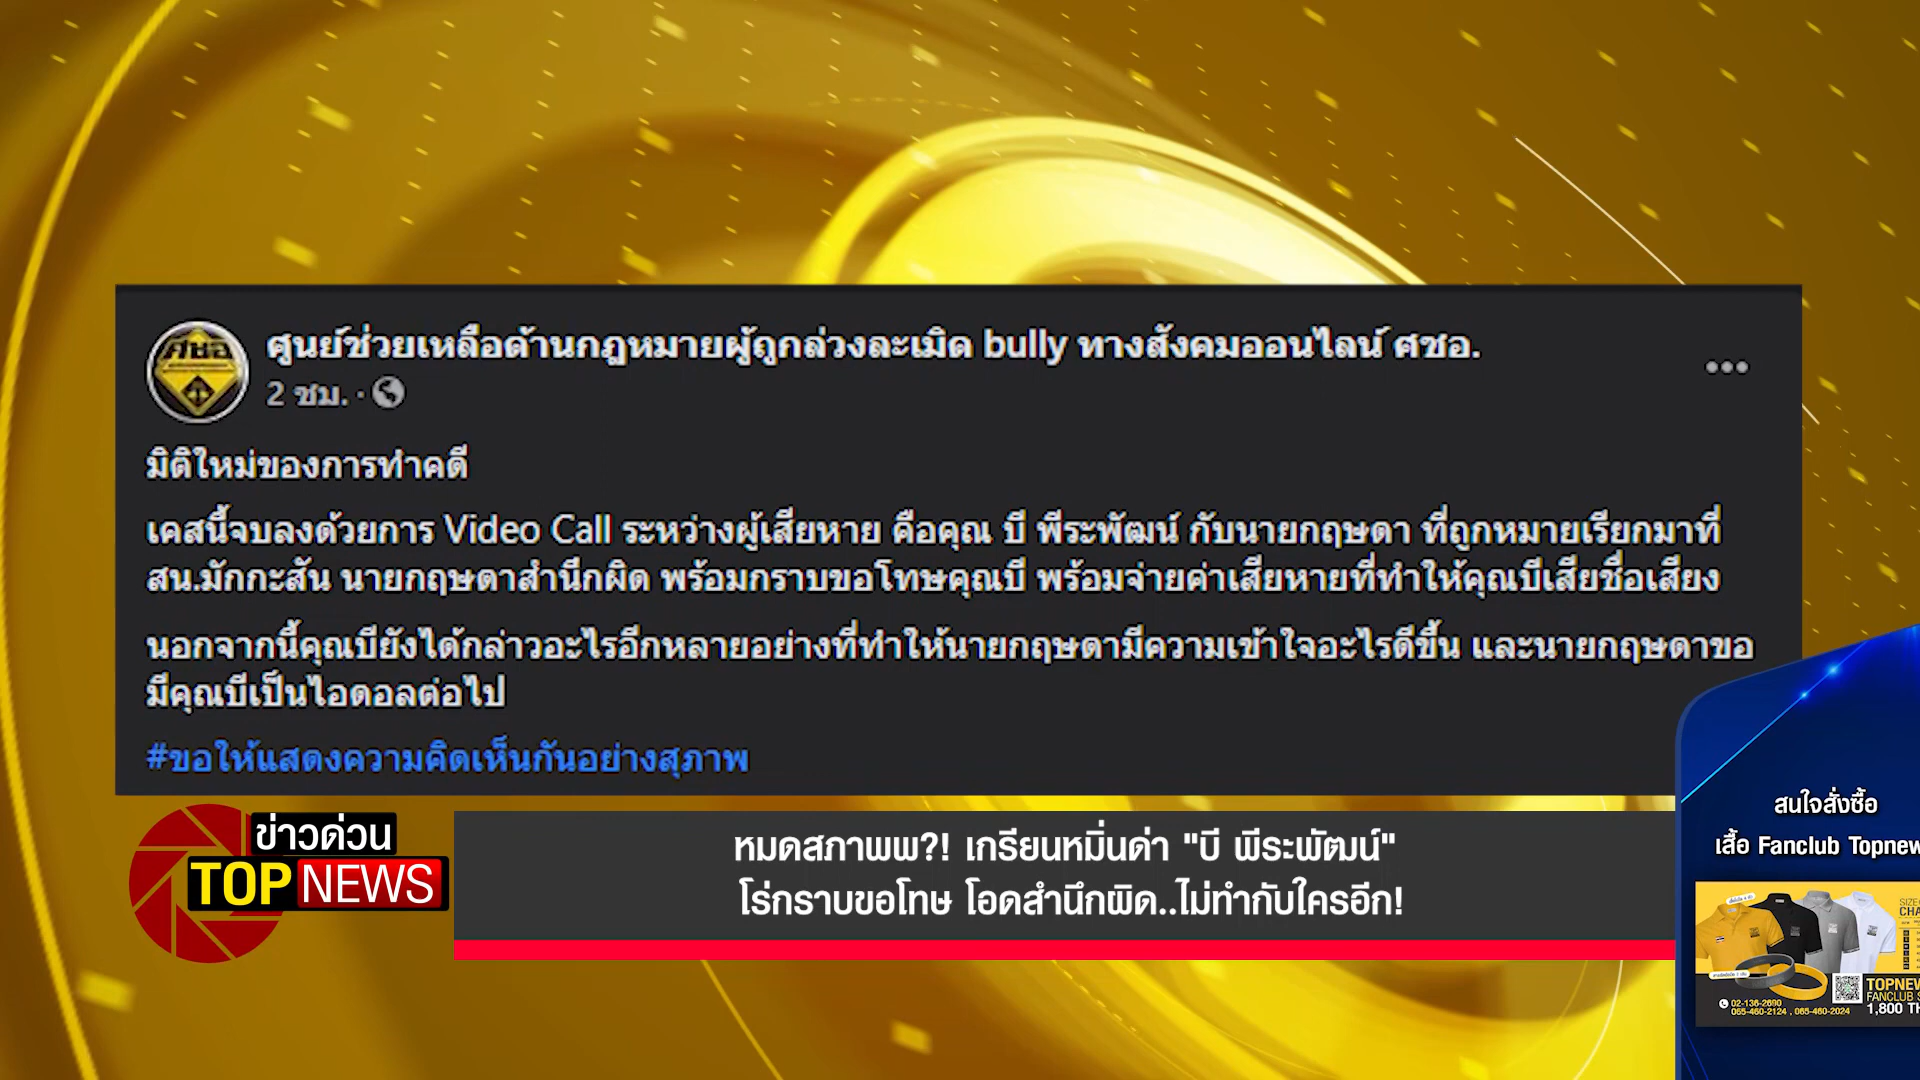 ศชอ
ศูนย์ช่วยเหลือด้านกฎหมายผู้ถูกล่วงละเมิด bully ทางสังคมออนไลน์ ศชอ.
2 ชม. ·
มิติใหม่ของการทำคดี
เคสนี้จบลงด้วยการ Video Call ระหว่างผู้เสียหาย คือคุณ บี พีระพัฒน์ กับนายกฤษดา ที่ถูกหมายเรียกมาที่
สน.มักกะสัน นายกฤษดาสำนึกผิด พร้อมกราบขอโทษคุณบี พร้อมจ่ายค่าเสียหายที่ทำให้คุณบีเสียชื่อเสียง
นอกจากนี้คุณบียังได้กล่าวอะไรอีกหลายอย่างที่ทำให้นายกฤษดามีความเข้าใจอะไรดีขึ้น และนายกฤษดาขอ
มีคุณบีเป็นไอดอลต่อไป
#ขอให้แสดงความคิดเห็นกันอย่างสุภาพ
ข่าวด่วน
TOP NEWS
หมดสภาพพ?! เกรียนหมิ่นด่า "บี พีระพัฒน์"
โร่กราบขอโทษ โอดสำนึกผิด..ไม่ทำกับใครอีก!
สนใจสั่งซื้อ
เสื้อ Fanclub Topnew
SIZE
CHA
TOPNEW
FANCLUB S
1,800 TH
02-136-2690
065-460-2124 , 065-460-2024